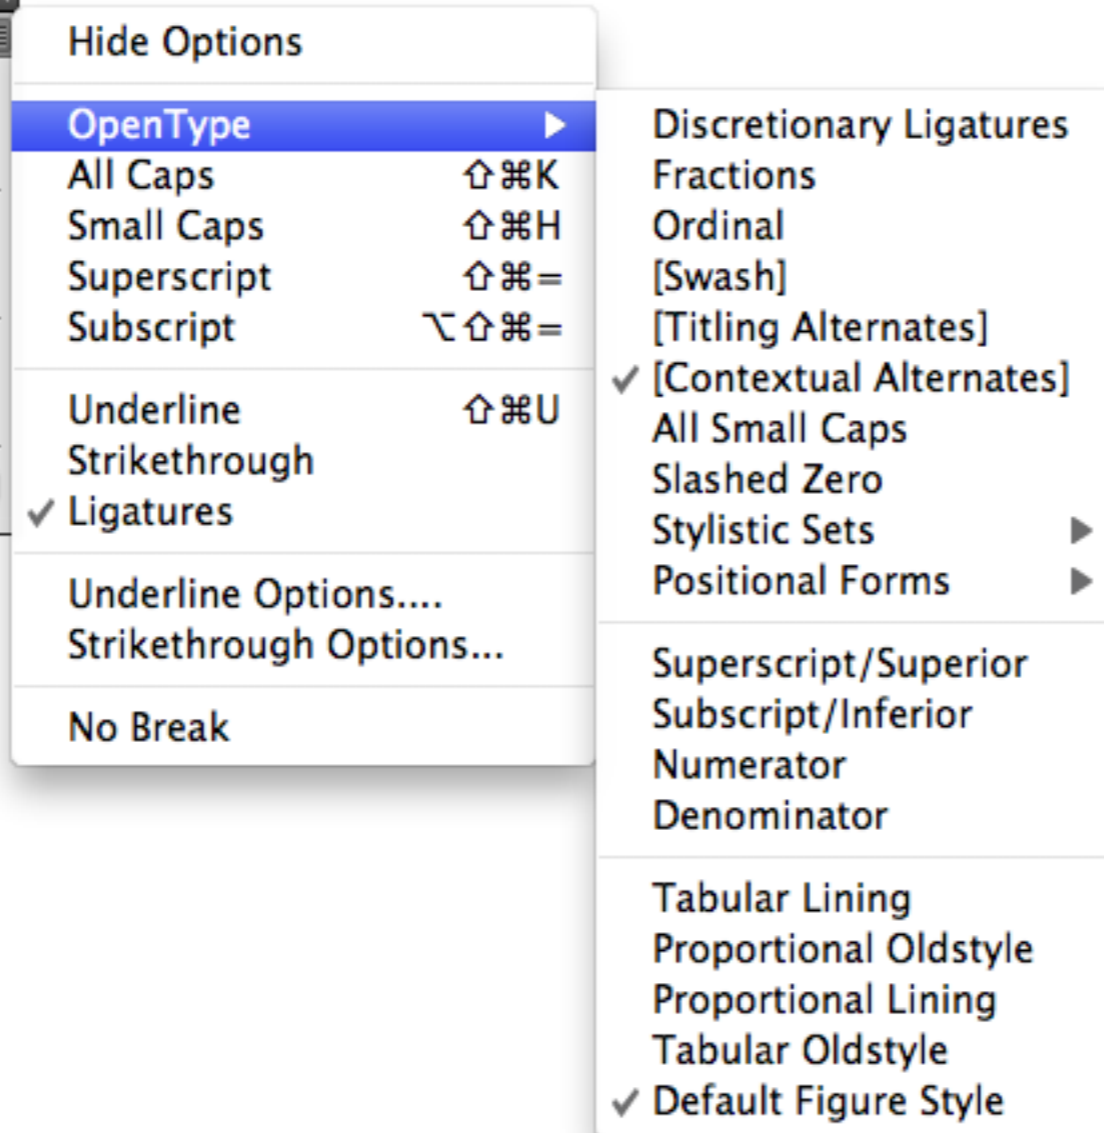 Hide Options
OpenType ▶
All Caps ⇧⌘K
Small Caps ⇧⌘H
Superscript ⇧⌘=
Subscript ⌥⇧⌘=
Underline ⇧⌘U
Strikethrough
✓ Ligatures
Underline Options....
Strikethrough Options...
No Break
Discretionary Ligatures
Fractions
Ordinal
[Swash]
[Titling Alternates]
✓ [Contextual Alternates]
All Small Caps
Slashed Zero
Stylistic Sets ▶
Positional Forms ▶
Superscript/Superior
Subscript/Inferior
Numerator
Denominator
Tabular Lining
Proportional Oldstyle
Proportional Lining
Tabular Oldstyle
✓ Default Figure Style